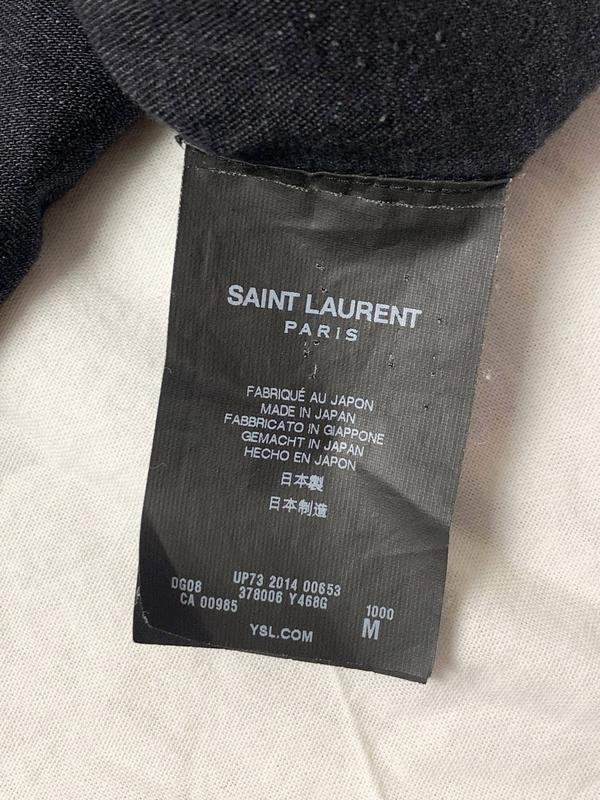 SAINT LAURENT
PARIS
FABRIQUÉ AU JAPON
MADE IN JAPAN
FABBRICATO IN GIAPPONE
GEMACHT IN JAPAN
HECHO EN JAPON
日本製
日本制造
UP73 2014 00653
DG08 378006 Y468G 1000
CA 00985 M
YSL.COM